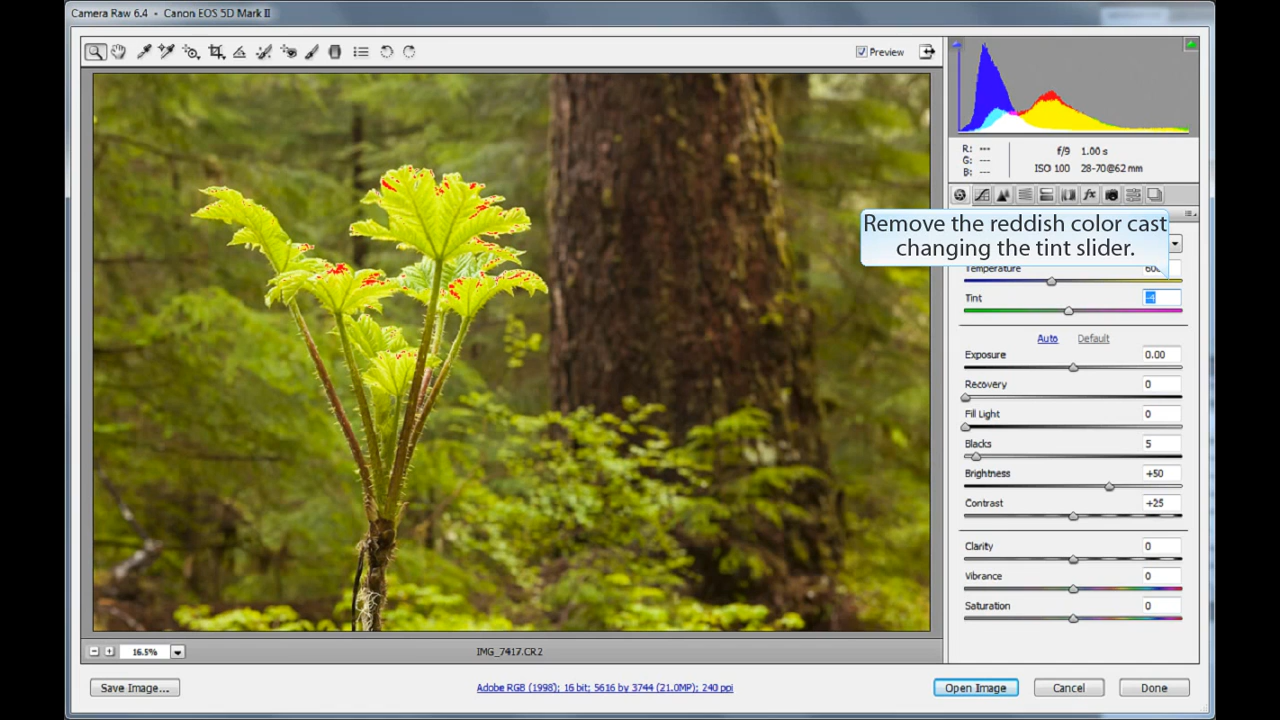 Camera Raw 6.4 - Canon EOS 5D Mark II
Preview
R: ---
G: ---
B: ---
f/9 1.00 s
ISO 100 28-70@62 mm
Remove the reddish color cast
changing the tint slider.
Temperature
Tint -4
Auto Default
Exposure 0.00
Recovery 0
Fill Light 0
Blacks 5
Brightness +50
Contrast +25
Clarity 0
Vibrance 0
Saturation 0
16.5% IMG_7417.CR2
Save Image... Adobe RGB (1998); 16 bit; 5616 by 3744 (21.0MP); 240 ppi Open Image Cancel Done